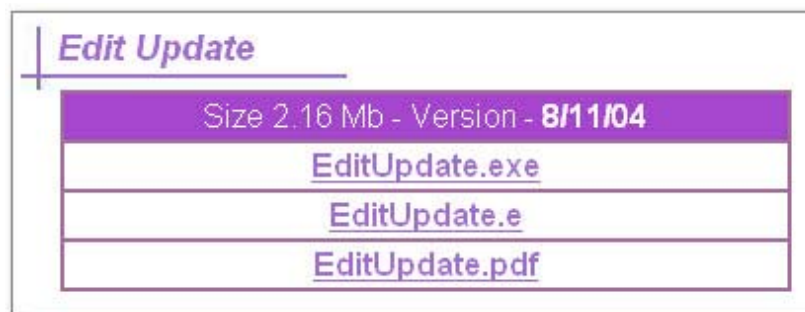 Edit Update
Size 2.16 Mb - Version - 8/11/04
EditUpdate.exe
EditUpdate.e
EditUpdate.pdf